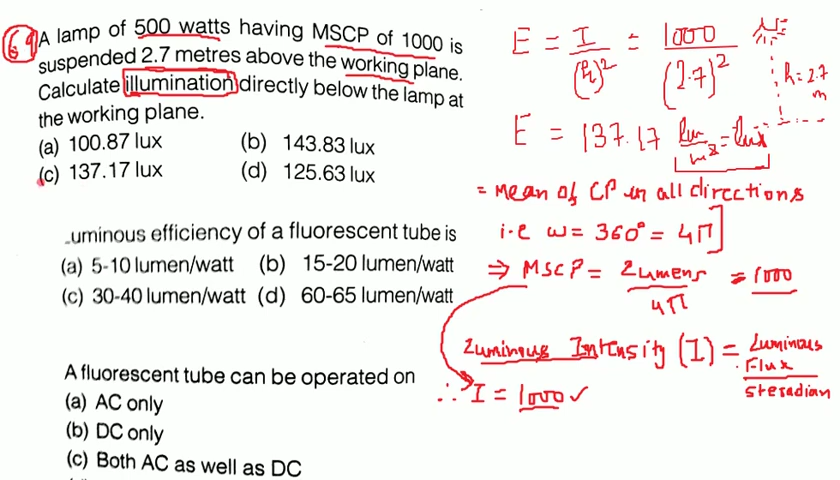 69
A lamp of 500 watts having MSCP of 1000 is
suspended 2.7 metres above the working plane.
Calculate illumination directly below the lamp at
the working plane.
(a) 100.87 lux (b) 143.83 lux
(c) 137.17 lux (d) 125.63 lux
.uminous efficiency of a fluorescent tube is
(a) 5-10 lumen/watt (b) 15-20 lumen/watt
(c) 30-40 lumen/watt (d) 60-65 lumen/watt
A fluorescent tube can be operated on
(a) AC only
(b) DC only
(c) Both AC as well as DC
E = I/(h)² = 1000/(2.7)²
h = 2.7
m
E = 137.17 lum/m² = lux
= Mean of CP in all directions
i.e ω = 360° = 4π]
⇒ MSCP = Lumens/4π = 1000
Luminous Intensity (I) = Luminous Flux/steradian
∴ I = 1000 ✓